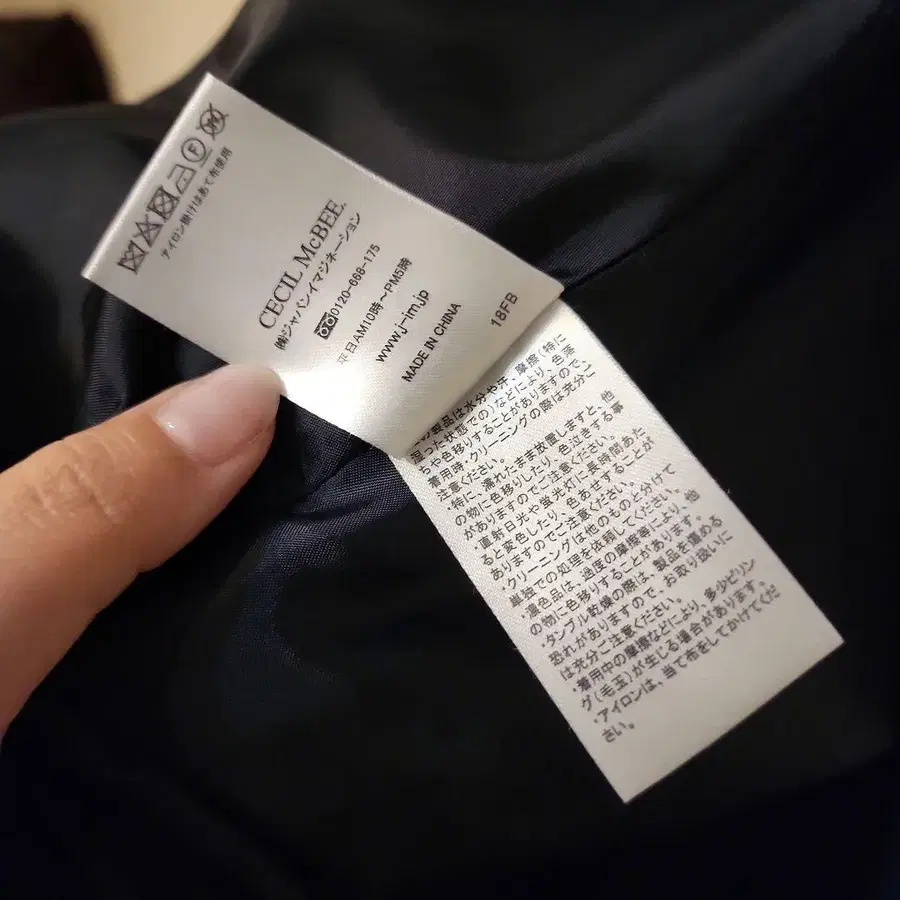 アイロン掛けはあて布使用
CECIL McBEE.
㈱ジャパンイマジネーション
0120-668-175
平日AM10時〜PM5時
www.j-im.jp
MADE IN CHINA
18FB
の製品は水分や汗、摩擦(特に
湿った状態での)などにより、色落
ちや色移りすることがありますので、
着用時・クリーニングの際は充分ご
注意ください。
・特に、濡れたまま放置しますと、他
の物に色移りしたり、色泣きする事
がありますのでご注意ください。
・直射日光や蛍光灯に長時間あた
ると変色したり、色あせすることが
ありますのでご注意ください。
・クリーニングは他のものと分けて
単独での処理を依頼してください。
・濃色品は、過度の摩擦等により、他
の物に色移りすることがあります。
・タンブル乾燥の際は、製品を傷める
恐れがありますので、お取り扱いに
は充分ご注意ください。
・着用中の摩擦などにより、多少ピリン
グ(毛玉)が生じる場合があります。
・アイロンは、当て布をしてかけてくだ
さい。